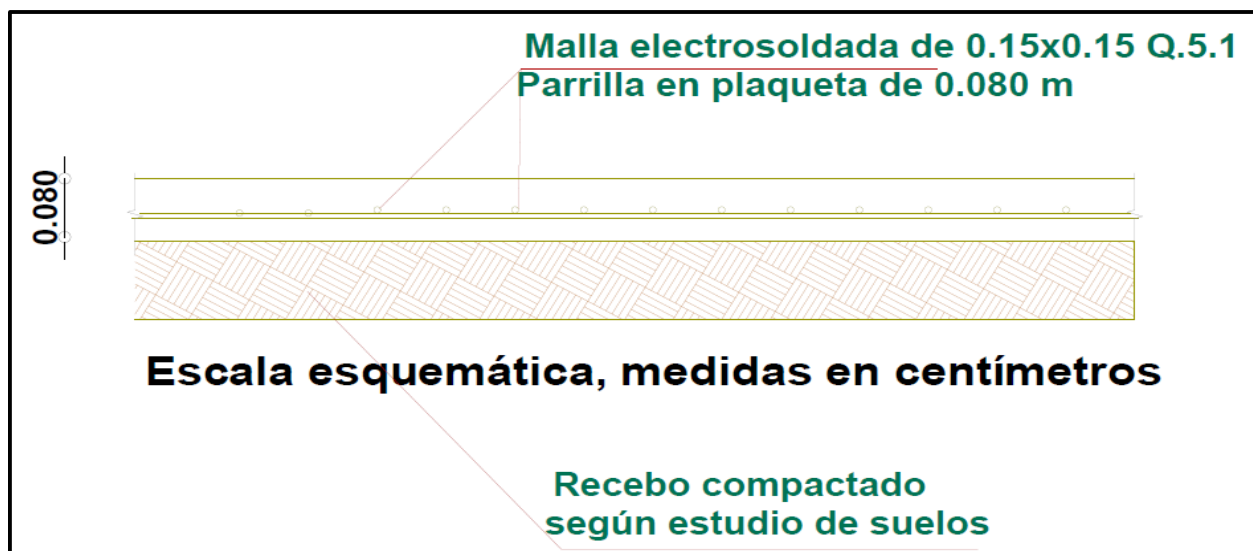 Malla electrosoldada de 0.15x0.15 Q.5.1
Parrilla en plaqueta de 0.080 m
0.080
Escala esquemática, medidas en centímetros
Recebo compactado
según estudio de suelos